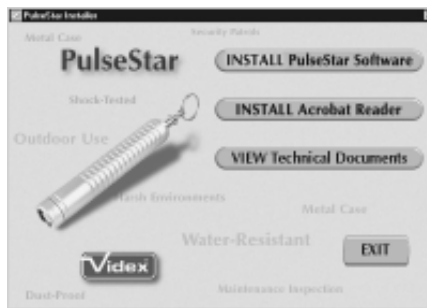 PulseStar Installer
Metal Case
Security Patrols
PulseStar
INSTALL PulseStar Software
Shock-Tested
INSTALL Acrobat Reader
Outdoor Use
VIEW Technical Documents
Harsh Environments
Metal Case
Water-Resistant
EXIT
Videx
Dust-Proof
Maintenance Inspection